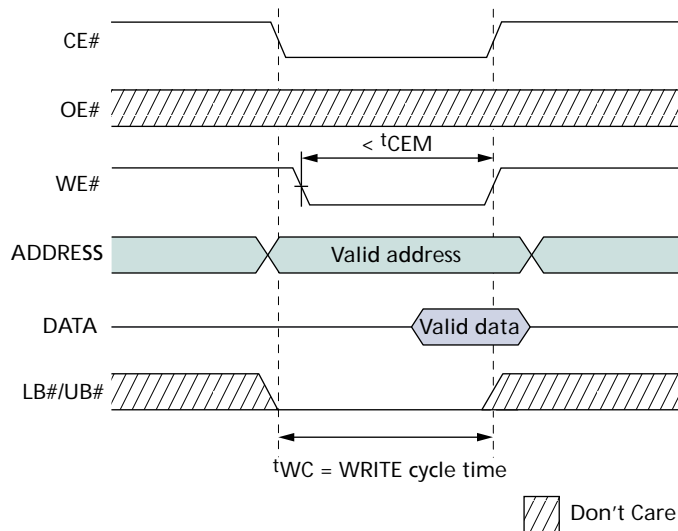 CE#
OE#
< tCEM
WE#
ADDRESS
Valid address
DATA
Valid data
LB#/UB#
tWC = WRITE cycle time
Don't Care